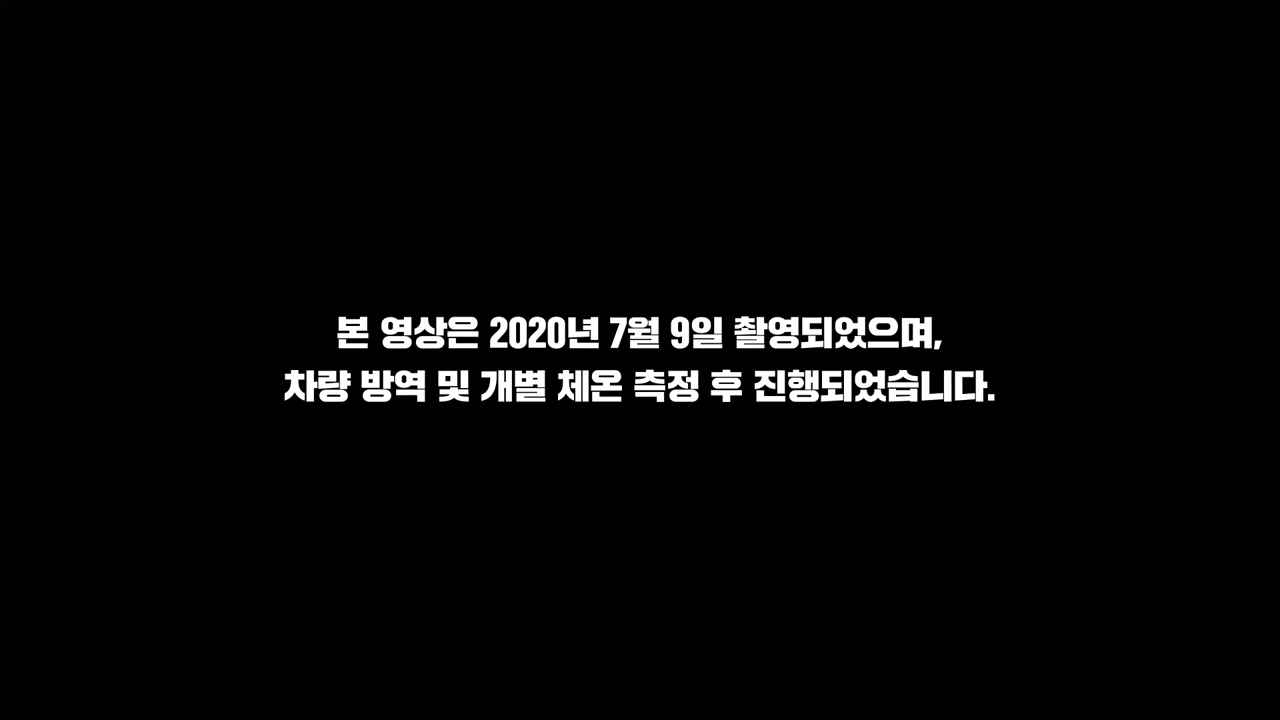 본 영상은 2020년 7월 9일 촬영되었으며,
차량 방역 및 개별 체온 측정 후 진행되었습니다.